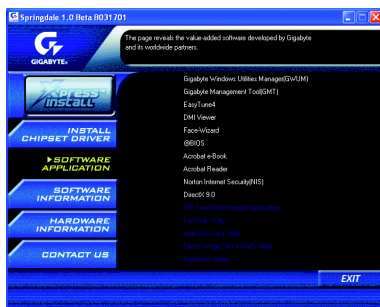 Springdale 1.0 Beta B031701
The page reveals the value-added software developed by Gigabyte
and its worldwide partners.
GIGABYTE
Xpress
INSTALL
INSTALL
CHIPSET DRIVER
SOFTWARE
APPLICATION
SOFTWARE
INFORMATION
HARDWARE
INFORMATION
CONTACT US
Gigabyte Windows Utilities Manager(GWUM)
Gigabyte Management Tool(GMT)
EasyTune4
DMI Viewer
Face-Wizard
@BIOS
Acrobat e-Book
Acrobat Reader
Norton Internet Security(NIS)
DirectX 9.0
EXIT